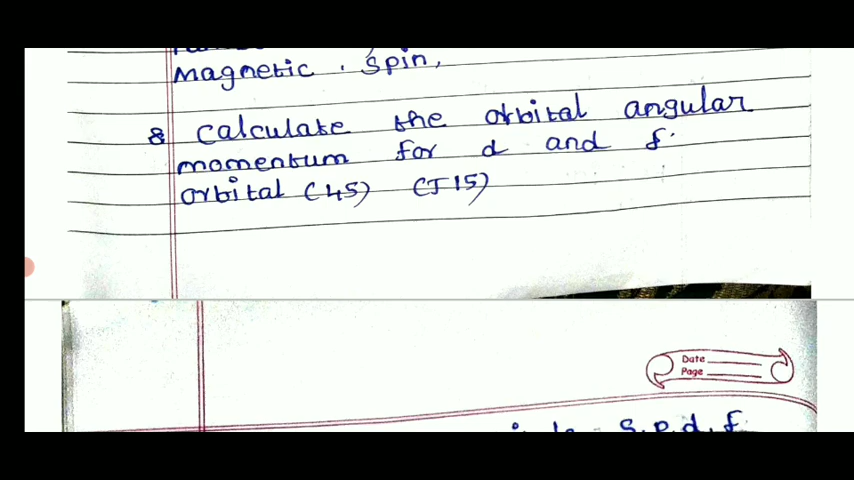 magnetic . spin,
8 calculate the orbital angular
momentum for d and f.
orbital (45) (J15)
Date
Page
s.p.d.f